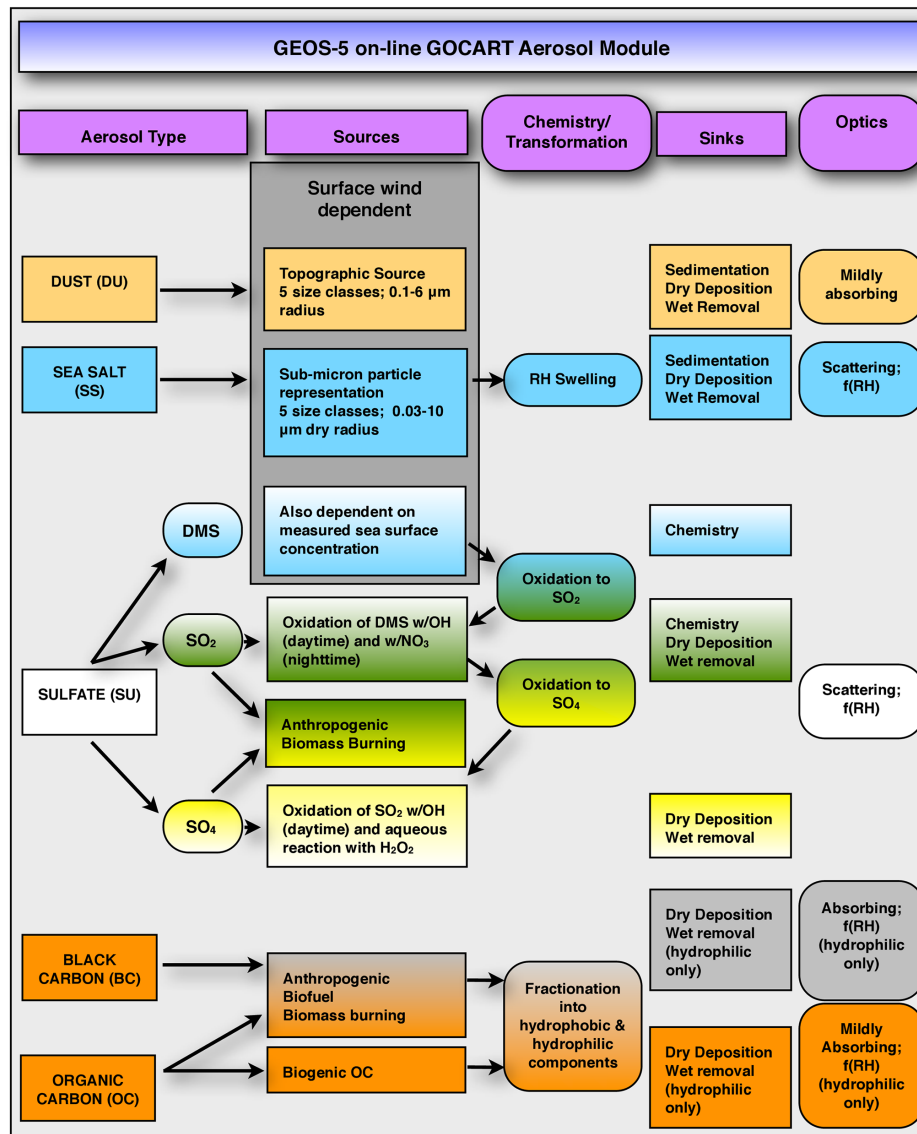 GEOS-5 on-line GOCART Aerosol Module
Aerosol Type
Sources
Chemistry/
Transformation
Sinks
Optics
Surface wind
dependent
DUST (DU)
Topographic Source
5 size classes; 0.1-6 µm
radius
Sedimentation
Dry Deposition
Wet Removal
Mildly
absorbing
SEA SALT
(SS)
Sub-micron particle
representation
5 size classes; 0.03-10
µm dry radius
RH Swelling
Sedimentation
Dry Deposition
Wet Removal
Scattering;
f(RH)
DMS
Also dependent on
measured sea surface
concentration
Chemistry
Oxidation to
SO₂
SO₂
Oxidation of DMS w/OH
(daytime) and w/NO₃
(nighttime)
Chemistry
Dry Deposition
Wet removal
SULFATE (SU)
Oxidation to
SO₄
Scattering;
f(RH)
Anthropogenic
Biomass Burning
SO₄
Oxidation of SO₂ w/OH
(daytime) and aqueous
reaction with H₂O₂
Dry Deposition
Wet removal
BLACK
CARBON (BC)
Anthropogenic
Biofuel
Biomass burning
Fractionation
into
hydrophobic &
hydrophilic
components
Dry Deposition
Wet removal
(hydrophilic
only)
Absorbing;
f(RH)
(hydrophilic
only)
ORGANIC
CARBON (OC)
Biogenic OC
Dry Deposition
Wet removal
(hydrophilic
only)
Mildly
Absorbing;
f(RH)
(hydrophilic
only)